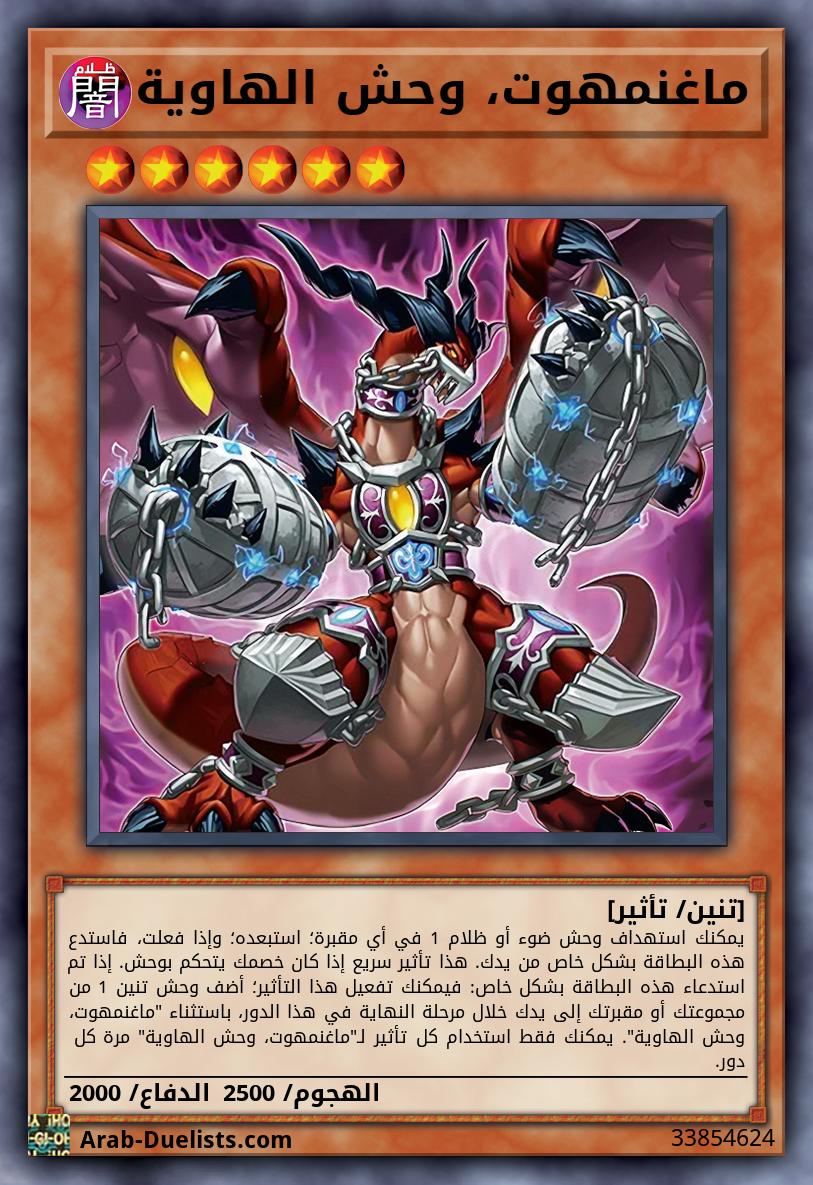 ماغنمهوت، وحش الهاوية
ظلام
闇
[تنين/ تأثير]
يمكنك استهداف وحش ضوء أو ظلام 1 في أي مقبرة؛ استبعده؛ وإذا فعلت، فاستدع
هذه البطاقة بشكل خاص من يدك. هذا تأثير سريع إذا كان خصمك يتحكم بوحش. إذا تم
استدعاء هذه البطاقة بشكل خاص: فيمكنك تفعيل هذا التأثير؛ أضف وحش تنين 1 من
مجموعتك أو مقبرتك إلى يدك خلال مرحلة النهاية في هذا الدور، باستثناء "ماغنمهوت،
وحش الهاوية". يمكنك فقط استخدام كل تأثير لـ"ماغنمهوت، وحش الهاوية" مرة كل
دور.
الهجوم/ 2500 الدفاع/ 2000
Arab-Duelists.com
33854624